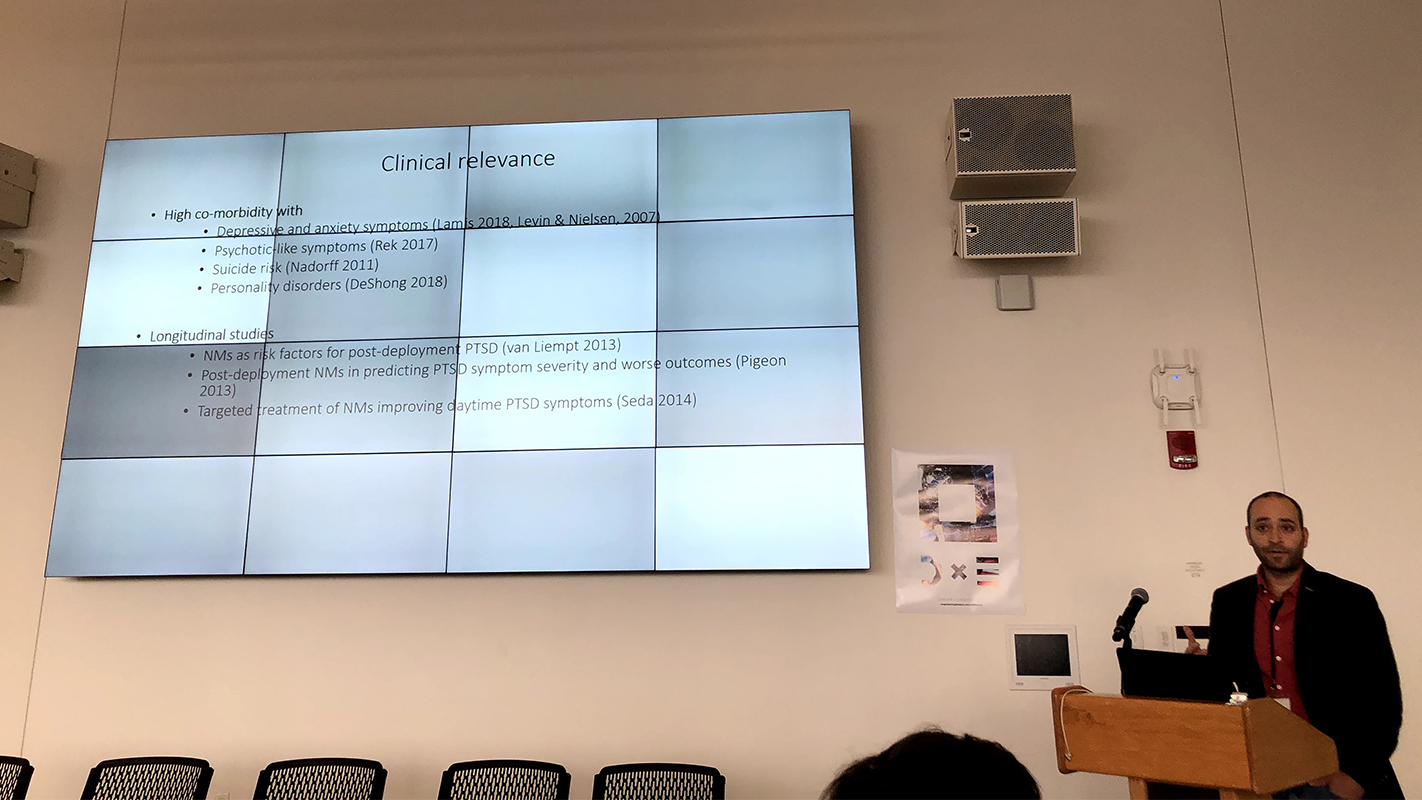 Clinical relevance
• High co-morbidity with
• Depressive and anxiety symptoms (Lamis 2018, Levin & Nielsen, 2007)
• Psychotic-like symptoms (Rek 2017)
• Suicide risk (Nadorff 2011)
• Personality disorders (DeShong 2018)
• Longitudinal studies
• NMs as risk factors for post-deployment PTSD (van Liempt 2013)
• Post-deployment NMs in predicting PTSD symptom severity and worse outcomes (Pigeon
2013)
• Targeted treatment of NMs improving daytime PTSD symptoms (Seda 2014)
FIRE